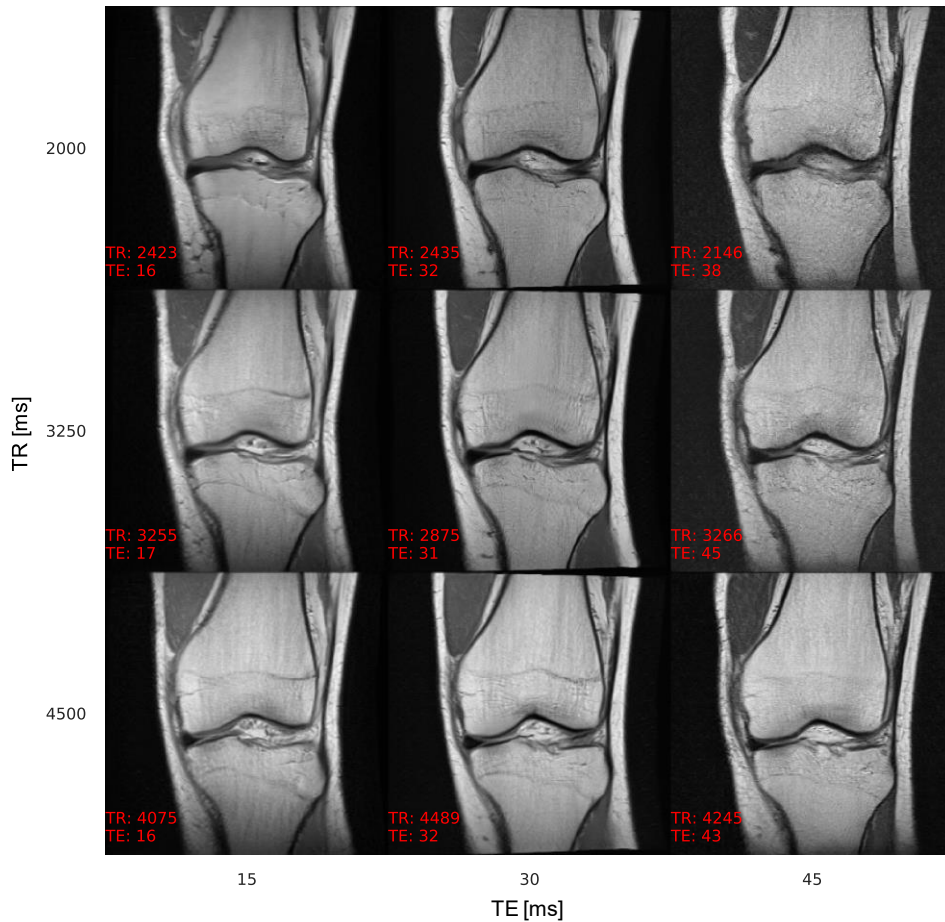 2000
TR: 2423
TE: 16
TR: 2435
TE: 32
TR: 2146
TE: 38
TR [ms]
3250
TR: 3255
TE: 17
TR: 2875
TE: 31
TR: 3266
TE: 45
4500
TR: 4075
TE: 16
TR: 4489
TE: 32
TR: 4245
TE: 43
15
30
45
TE [ms]